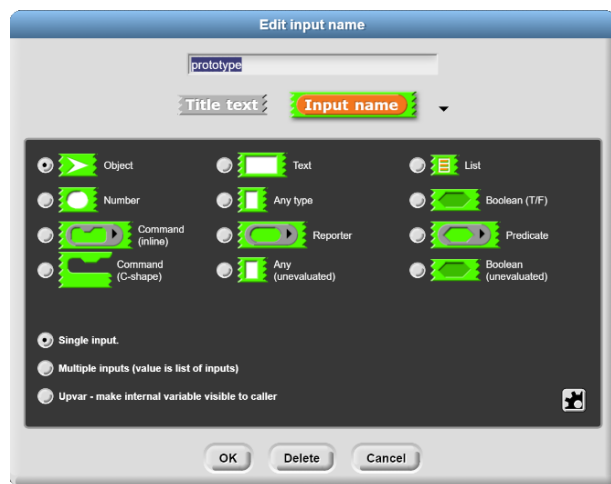 Edit input name
prototype
Title text Input name
Object Text List
Number Any type Boolean (T/F)
Command
(inline) Reporter Predicate
Command
(C-shape) Any
(unevaluated) Boolean
(unevaluated)
Single input.
Multiple inputs (value is list of inputs)
Upvar - make internal variable visible to caller
OK Delete Cancel